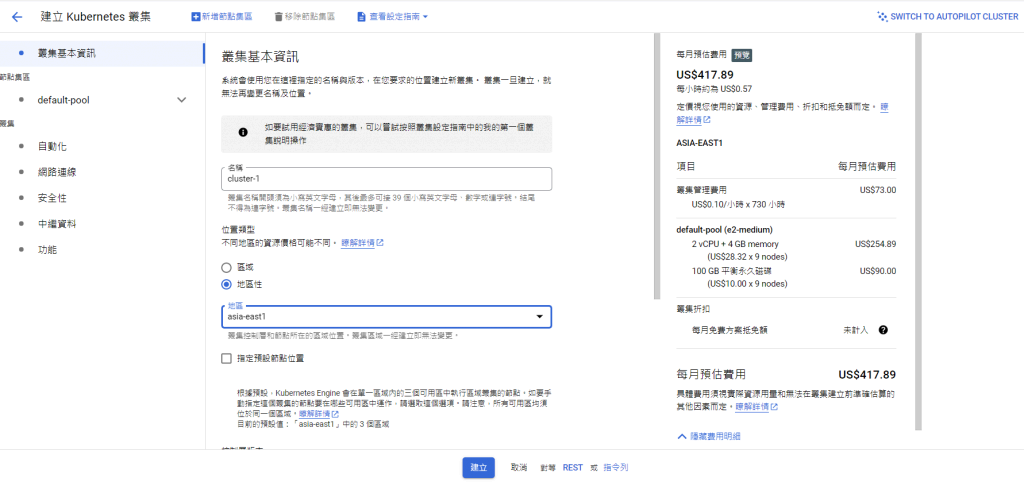 建立 Kubernetes 叢集
新增節點集區
移除節點集區
查看設定指南
SWITCH TO AUTOPILOT CLUSTER
叢集基本資訊
節點集區
default-pool
叢集
自動化
網路連線
安全性
中繼資料
功能
叢集基本資訊
系統會使用您在這裡指定的名稱與版本，在您要求的位置建立新叢集。叢集一旦建立，就
無法再變更名稱及位置。
如要試用經濟實惠的叢集，可以嘗試按照叢集設定指南中的我的第一個叢
集說明操作
名稱
cluster-1
叢集名稱開頭須為小寫英文字母，其後最多可接 39 個小寫英文字母、數字或連字號。結尾
不得為連字號。叢集名稱一經建立即無法變更。
位置類型
不同地區的資源價格可能不同。瞭解詳情
區域
地區性
地區
asia-east1
叢集控制層和節點所在的區域位置。叢集區域一經建立即無法變更。
指定預設節點位置
根據預設，Kubernetes Engine 會在單一區域內的三個可用區中執行區域叢集的節點。如要手
動指定這個叢集的節點要在哪些可用區中運作，請選取這個選項。請注意，所有可用區均須
位於同一個區域。瞭解詳情
目前的預設值：「asia-east1」中的 3 個區域
每月預估費用 預覽
US$417.89
每小時約為 US$0.57
定價視您使用的資源、管理費用、折扣和抵免額而定。瞭
解詳情
ASIA-EAST1
項目 每月預估費用
叢集管理費用 US$73.00
US$0.10/小時 x 730 小時
default-pool (e2-medium)
2 vCPU + 4 GB memory US$254.89
(US$28.32 x 9 nodes)
100 GB 平衡永久磁碟 US$90.00
(US$10.00 x 9 nodes)
叢集折扣
每月免費方案抵免額 未計入
每月預估費用 US$417.89
具體費用須視實際資源用量和無法在叢集建立前準確估算的
其他因素而定。瞭解詳情
隱藏費用明細
建立 取消 對等 REST 或 指令列